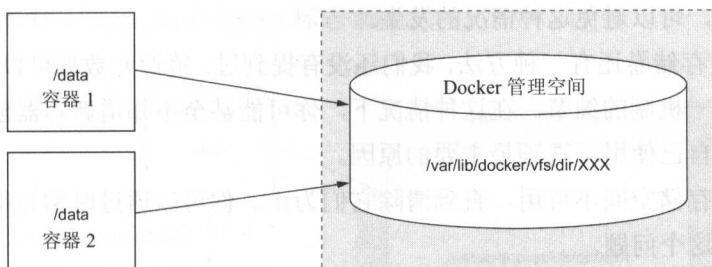 /data
容器 1
/data
容器 2
Docker 管理空间
/var/lib/docker/vfs/dir/XXX